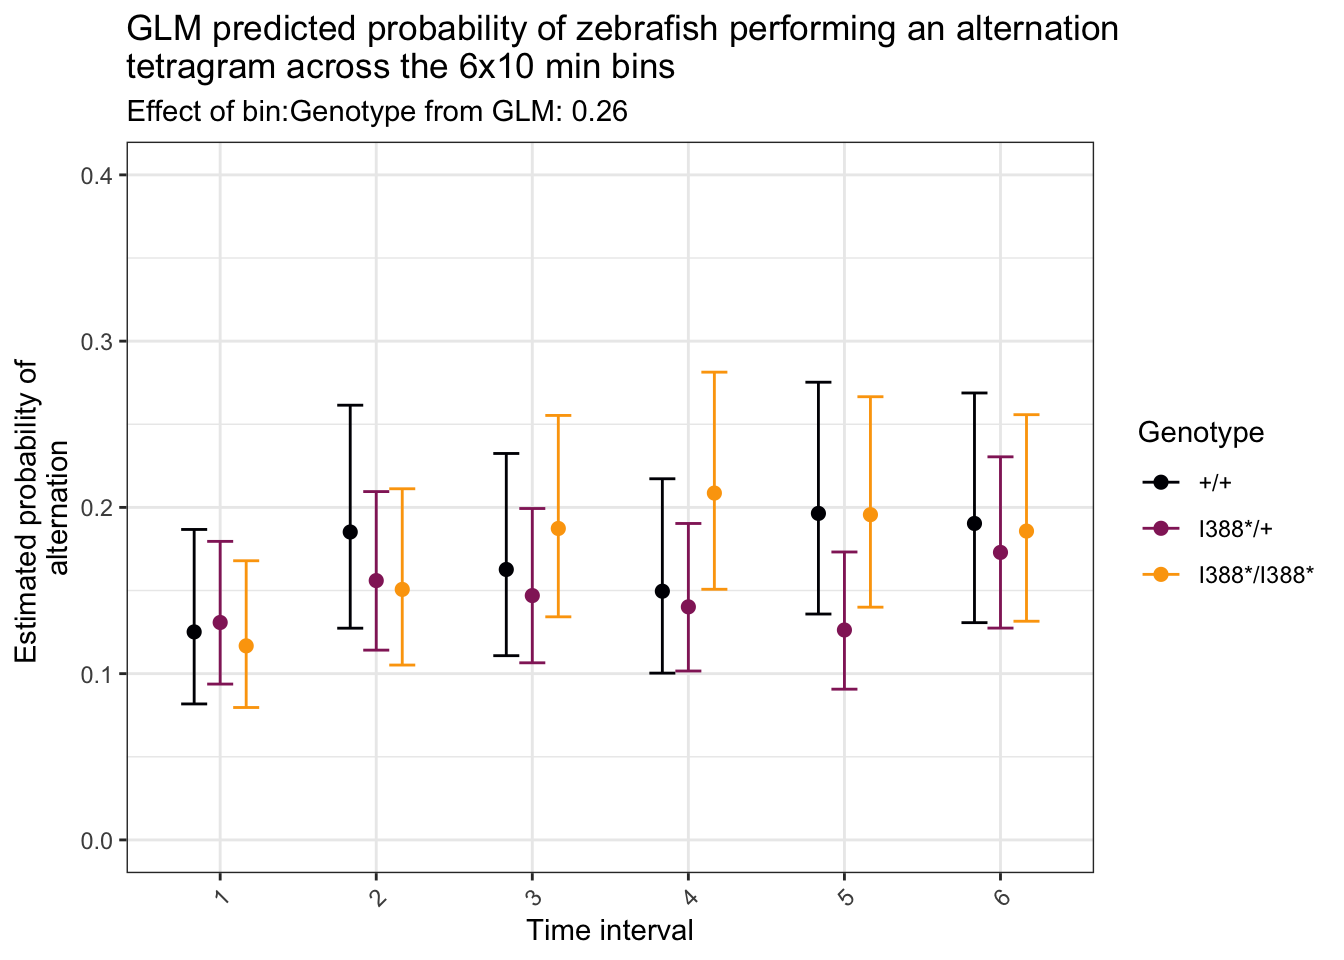 GLM predicted probability of zebrafish performing an alternation
tetragram across the 6x10 min bins
Effect of bin:Genotype from GLM: 0.26
Estimated probability of
alternation
0.4
0.3
0.2
0.1
0.0
1
2
3
4
5
6
Time interval
Genotype
+/+
I388*/+
I388*/I388*